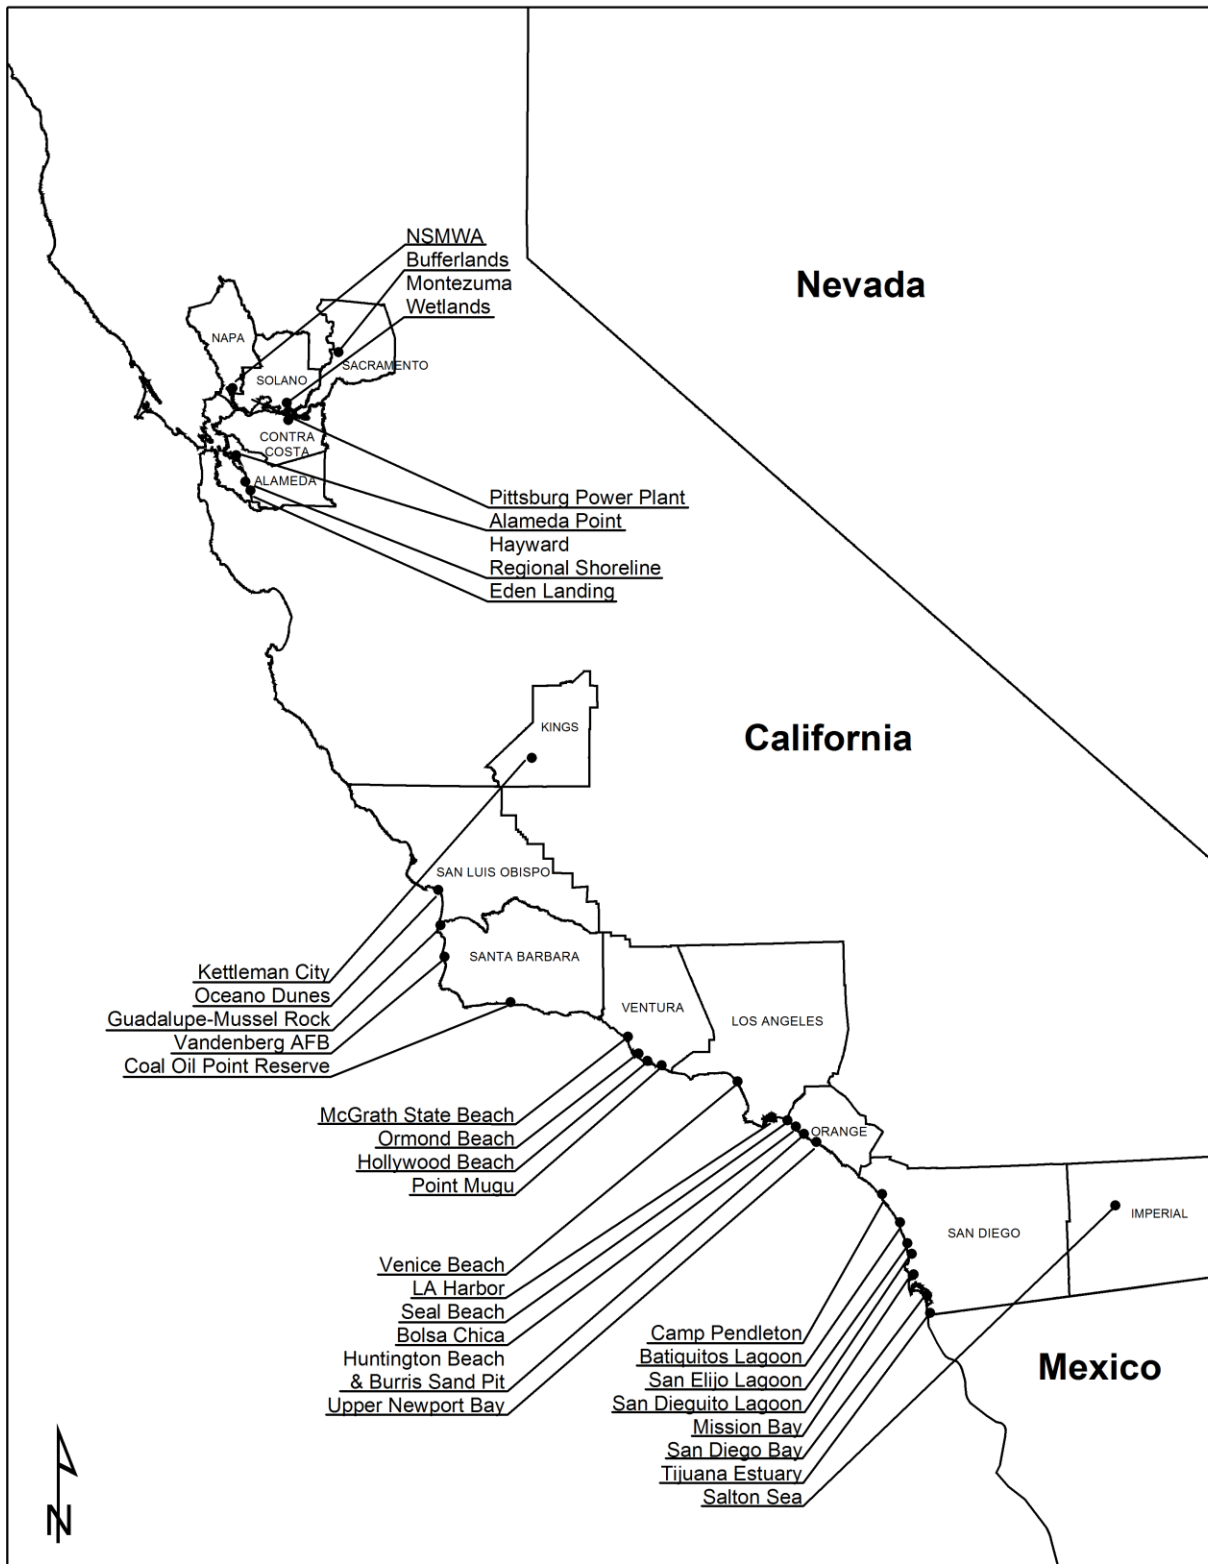 NSMWA
Bufferlands
Montezuma
Wetlands
Nevada
NAPA
SACRAMENTO
SOLANO
CONTRA
COSTA
ALAMEDA
Pittsburg Power Plant
Alameda Point
Hayward
Regional Shoreline
Eden Landing
KINGS
California
SAN LUIS OBISPO
SANTA BARBARA
Kettleman City
Oceano Dunes
Guadalupe-Mussel Rock
Vandenberg AFB
Coal Oil Point Reserve
VENTURA
LOS ANGELES
McGrath State Beach
Ormond Beach
Hollywood Beach
Point Mugu
ORANGE
SAN DIEGO
IMPERIAL
Venice Beach
LA Harbor
Seal Beach
Bolsa Chica
Huntington Beach
& Burris Sand Pit
Upper Newport Bay
Camp Pendleton
Batiquitos Lagoon
San Elijo Lagoon
San Dieguito Lagoon
Mission Bay
San Diego Bay
Tijuana Estuary
Salton Sea
Mexico
N